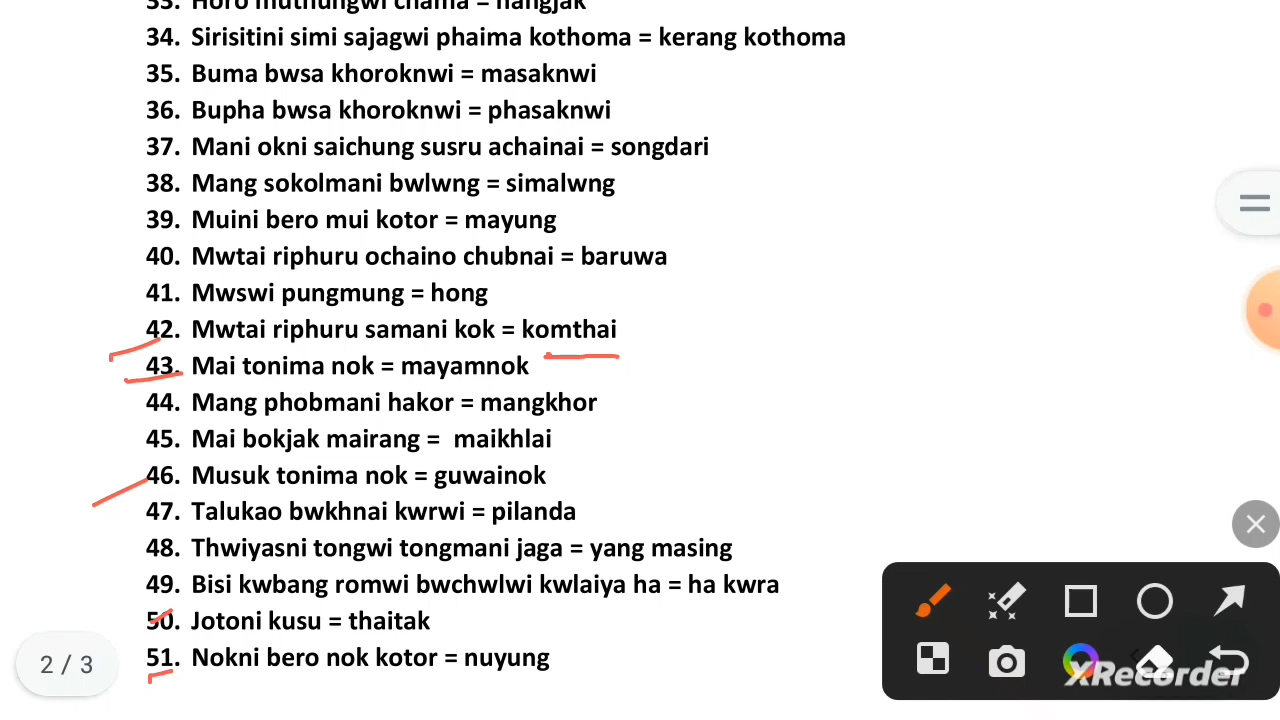 33. Horo muthungwi chama = hangjak
34. Sirisitini simi sajagwi phaima kothoma = kerang kothoma
35. Buma bwsa khoroknwi = masaknwi
36. Bupha bwsa khoroknwi = phasaknwi
37. Mani okni saichung susru achainai = songdari
38. Mang sokolmani bwlwng = simalwng
39. Muini bero mui kotor = mayung
40. Mwtai riphuru ochaino chubnai = baruwa
41. Mwswi pungmung = hong
42. Mwtai riphuru samani kok = komthai
43. Mai tonima nok = mayamnok
44. Mang phobmani hakor = mangkhor
45. Mai bokjak mairang = maikhlai
46. Musuk tonima nok = guwainok
47. Talukao bwkhnai kwrwi = pilanda
48. Thwiyasni tongwi tongmani jaga = yang masing
49. Bisi kwbang romwi bwchwlwi kwlaiya ha = ha kwra
50. Jotoni kusu = thaitak
51. Nokni bero nok kotor = nuyung
2 / 3
XRecorder